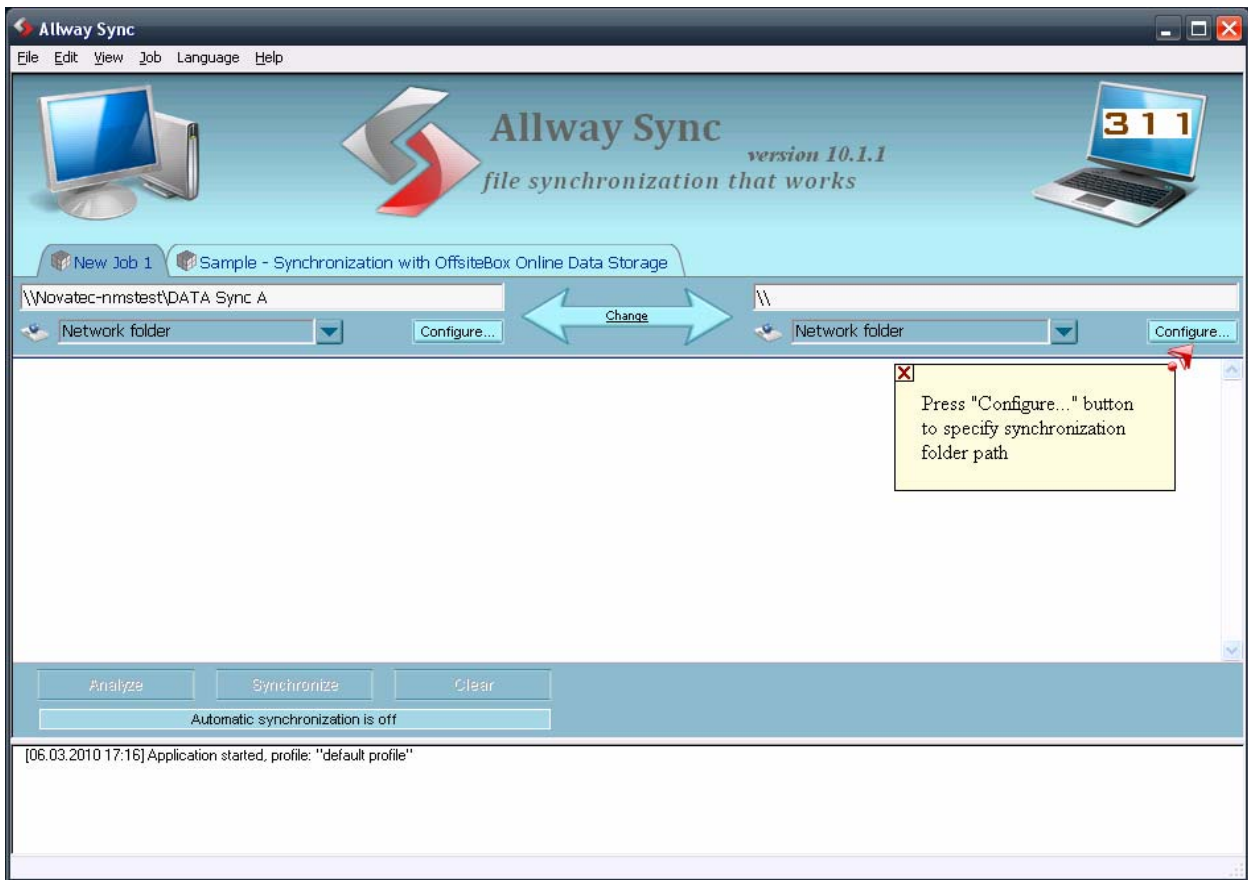 Allway Sync
File Edit View Job Language Help
Allway Sync
version 10.1.1
file synchronization that works
311
New Job 1
Sample - Synchronization with OffsiteBox Online Data Storage
\\Novatec-nmstest\DATA Sync A
Change
\\
Network folder
Configure...
Network folder
Configure...
Press "Configure..." button
to specify synchronization
folder path
Analyze
Synchronize
Clear
Automatic synchronization is off
[06.03.2010 17:16] Application started, profile: "default profile"